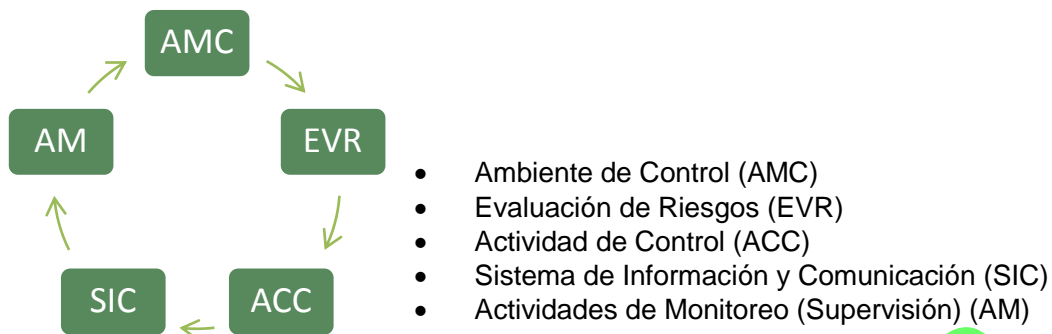 AMC
AM
EVR
SIC
ACC
• Ambiente de Control (AMC)
• Evaluación de Riesgos (EVR)
• Actividad de Control (ACC)
• Sistema de Información y Comunicación (SIC)
• Actividades de Monitoreo (Supervisión) (AM)